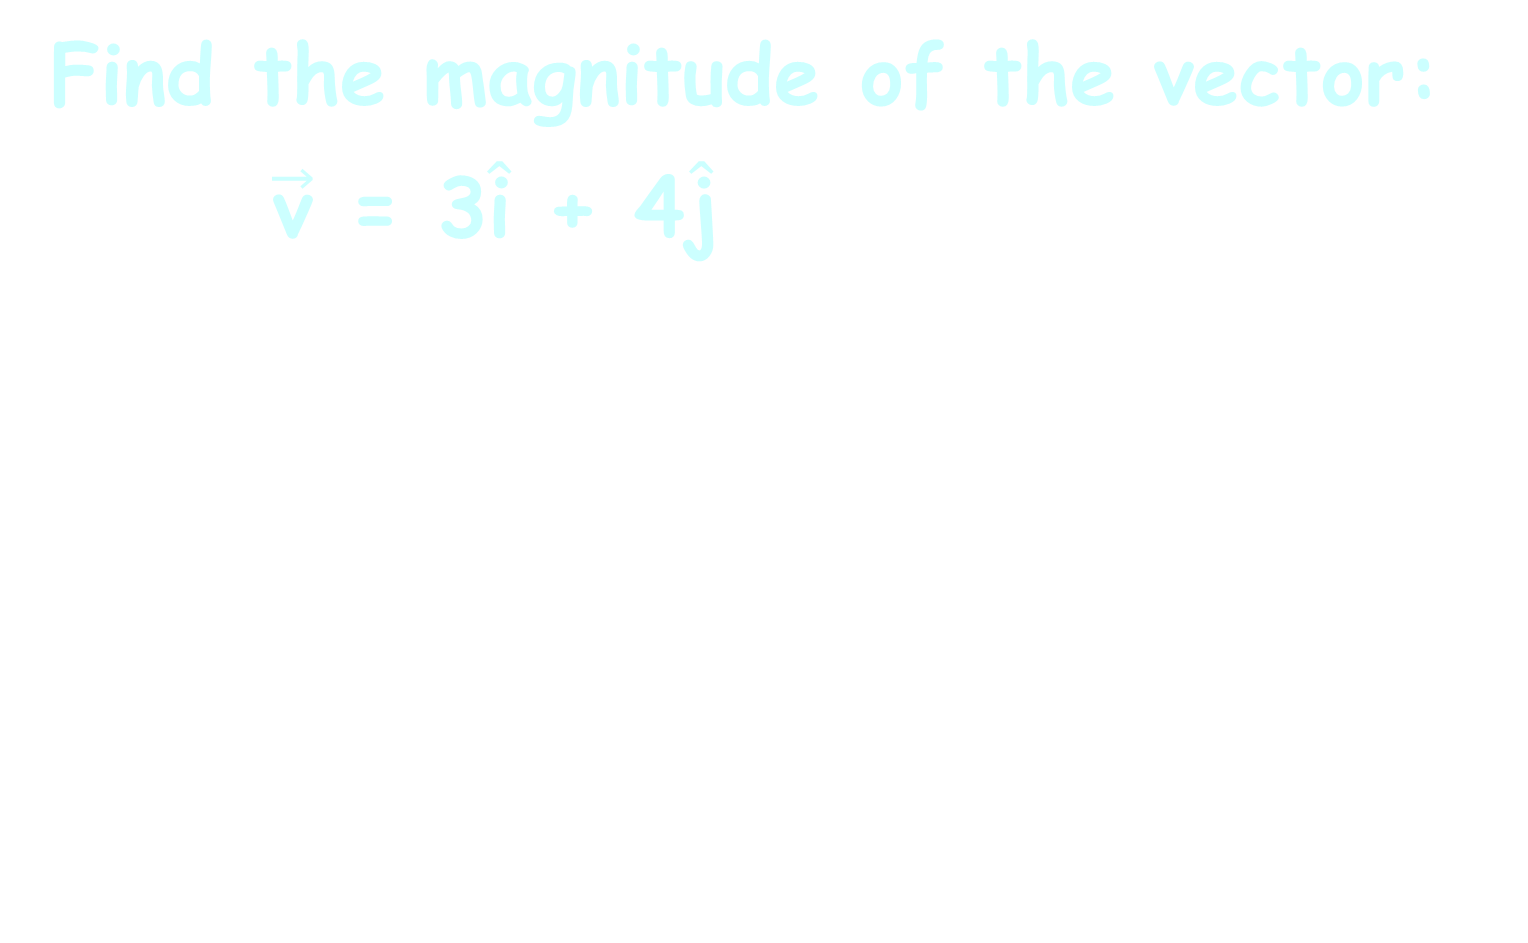 Find the magnitude of the vector:
v⃗ = 3î + 4ĵ